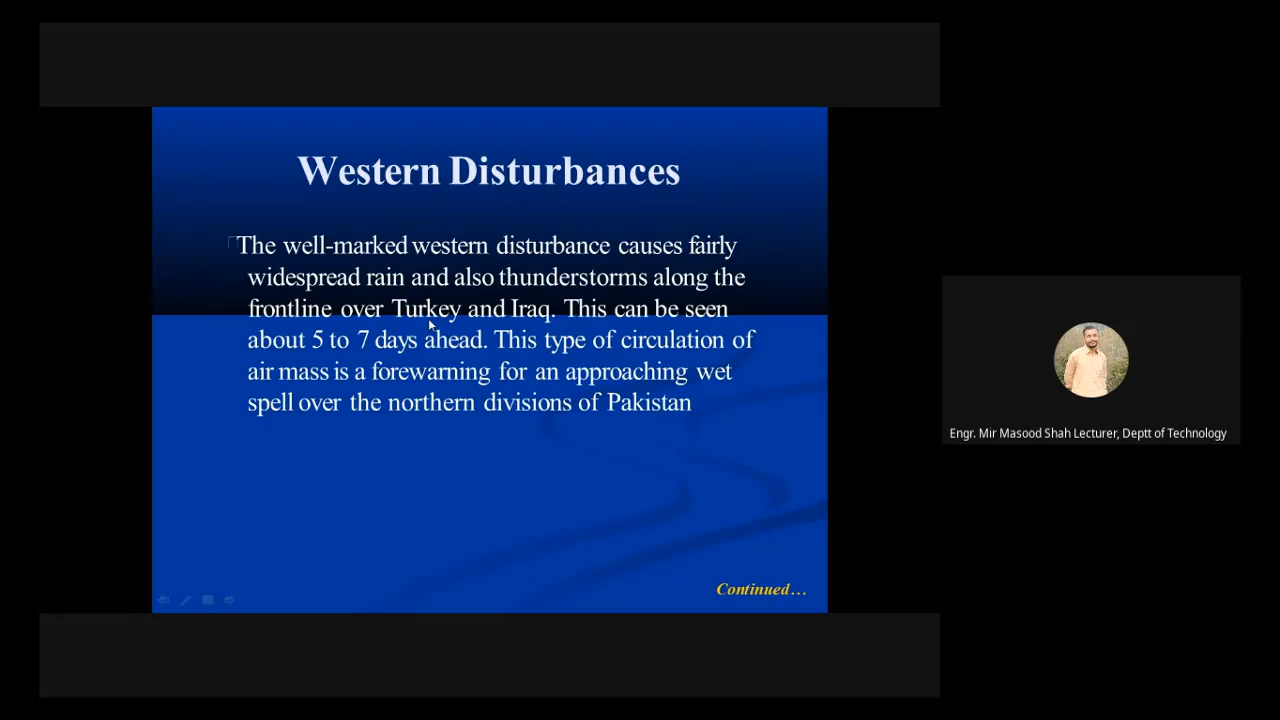 Western Disturbances
The well-marked western disturbance causes fairly
widespread rain and also thunderstorms along the
frontline over Turkey and Iraq. This can be seen
about 5 to 7 days ahead. This type of circulation of
air mass is a forewarning for an approaching wet
spell over the northern divisions of Pakistan
Continued…
Engr. Mir Masood Shah Lecturer, Deptt of Technology